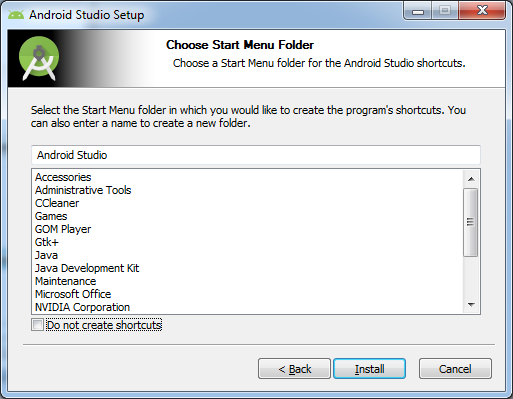 Android Studio Setup
Choose Start Menu Folder
Choose a Start Menu folder for the Android Studio shortcuts.
Select the Start Menu folder in which you would like to create the program's shortcuts. You
can also enter a name to create a new folder.
Android Studio
Accessories
Administrative Tools
CCleaner
Games
GOM Player
Gtk+
Java
Java Development Kit
Maintenance
Microsoft Office
NVIDIA Corporation
Do not create shortcuts
< Back
Install
Cancel